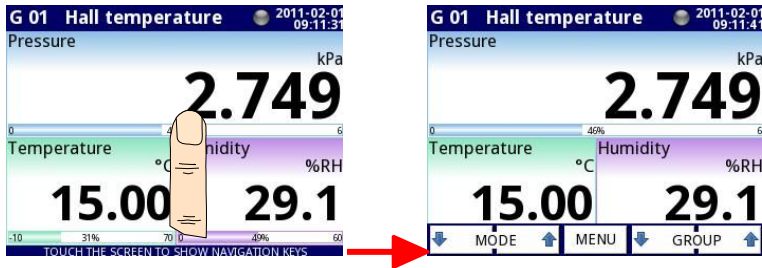 G 01 Hall temperature 2011-02-01
09:11:31
Pressure
kPa
2.749
0 6
Temperature
°C
15.00
%RH
29.1
-10 31% 70 0 49% 60
TOUCH THE SCREEN TO SHOW NAVIGATION KEYS
G 01 Hall temperature 2011-02-01
09:11:41
Pressure
kPa
2.749
0 46% 6
Temperature
°C
15.00
Humidity
%RH
29.1
MODE MENU GROUP